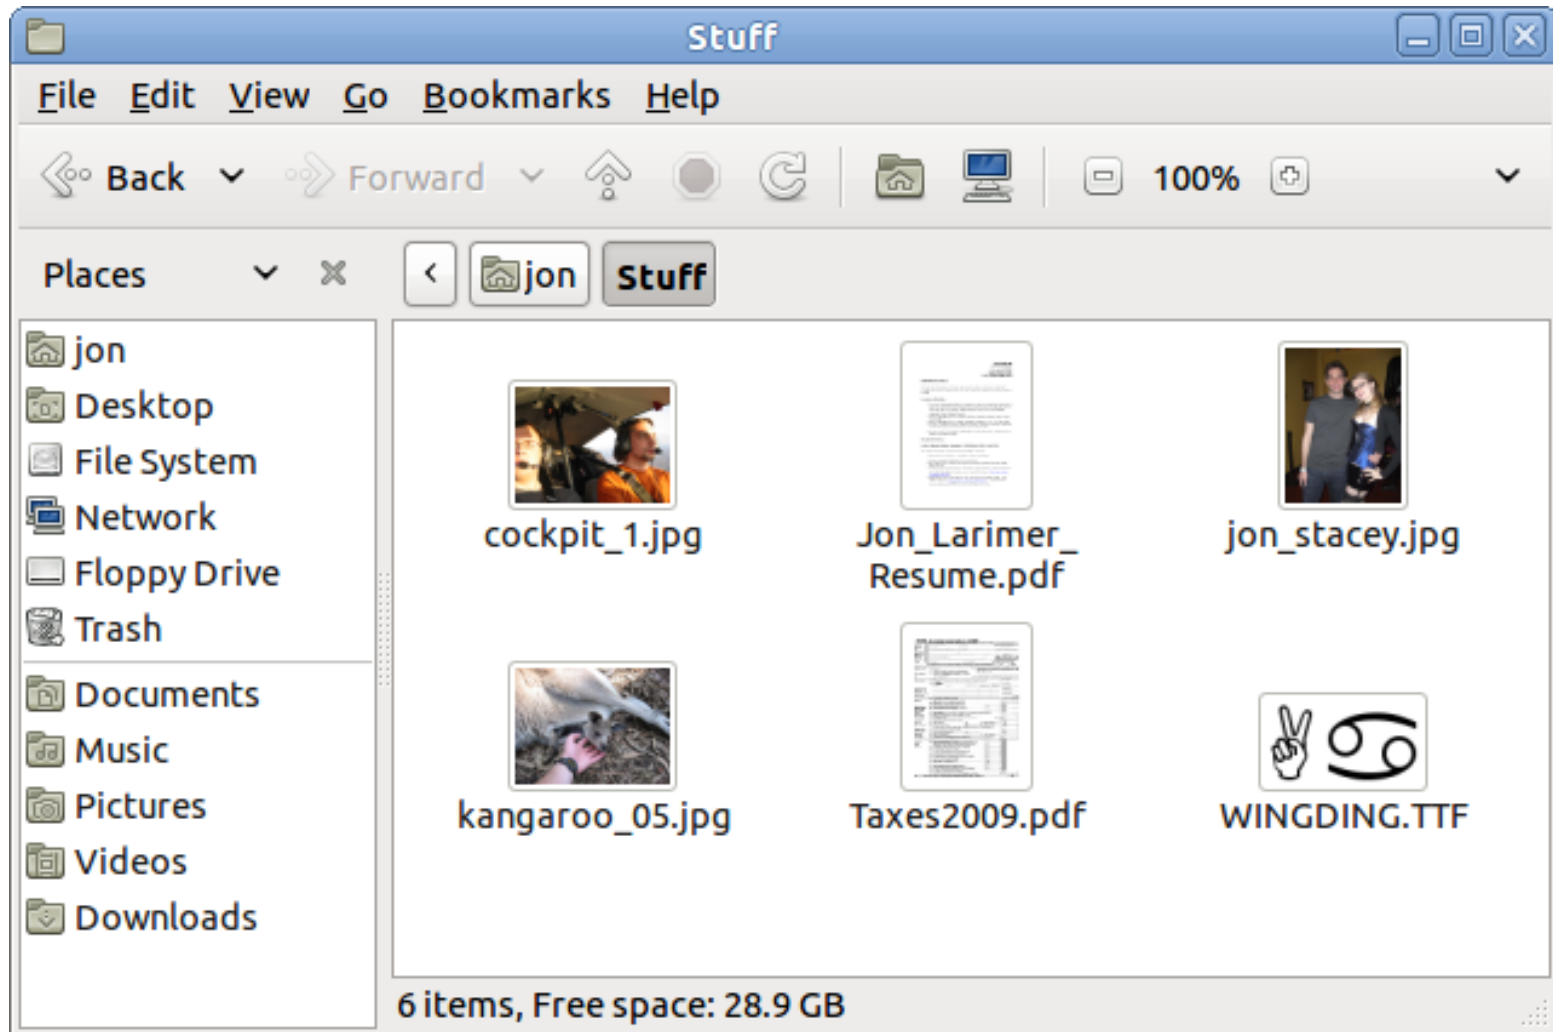 Stuff
File Edit View Go Bookmarks Help
Back Forward 100%
Places
jon Stuff
jon
Desktop
File System
Network
Floppy Drive
Trash
Documents
Music
Pictures
Videos
Downloads
cockpit_1.jpg
Jon_Larimer_
Resume.pdf
jon_stacey.jpg
kangaroo_05.jpg
Taxes2009.pdf
WINGDING.TTF
6 items, Free space: 28.9 GB